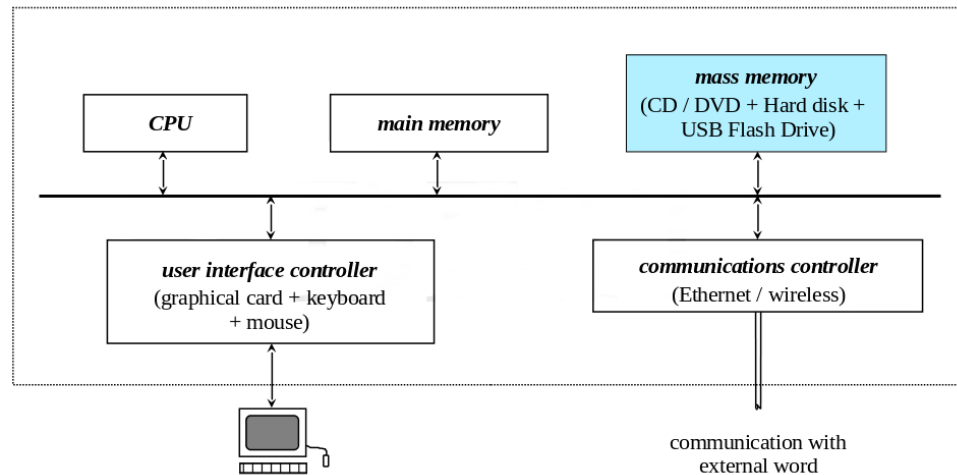 CPU
main memory
mass memory
(CD / DVD + Hard disk +
USB Flash Drive)
user interface controller
(graphical card + keyboard
+ mouse)
communications controller
(Ethernet / wireless)
communication with
external word